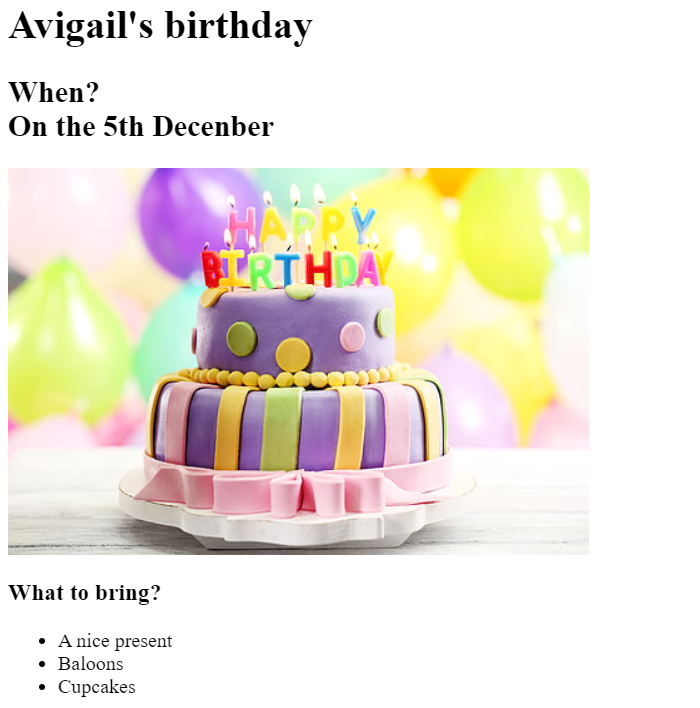 Avigail's birthday
When?
On the 5th Decenber
HAPPY
BIRTHDAY
What to bring?
A nice present
Baloons
Cupcakes